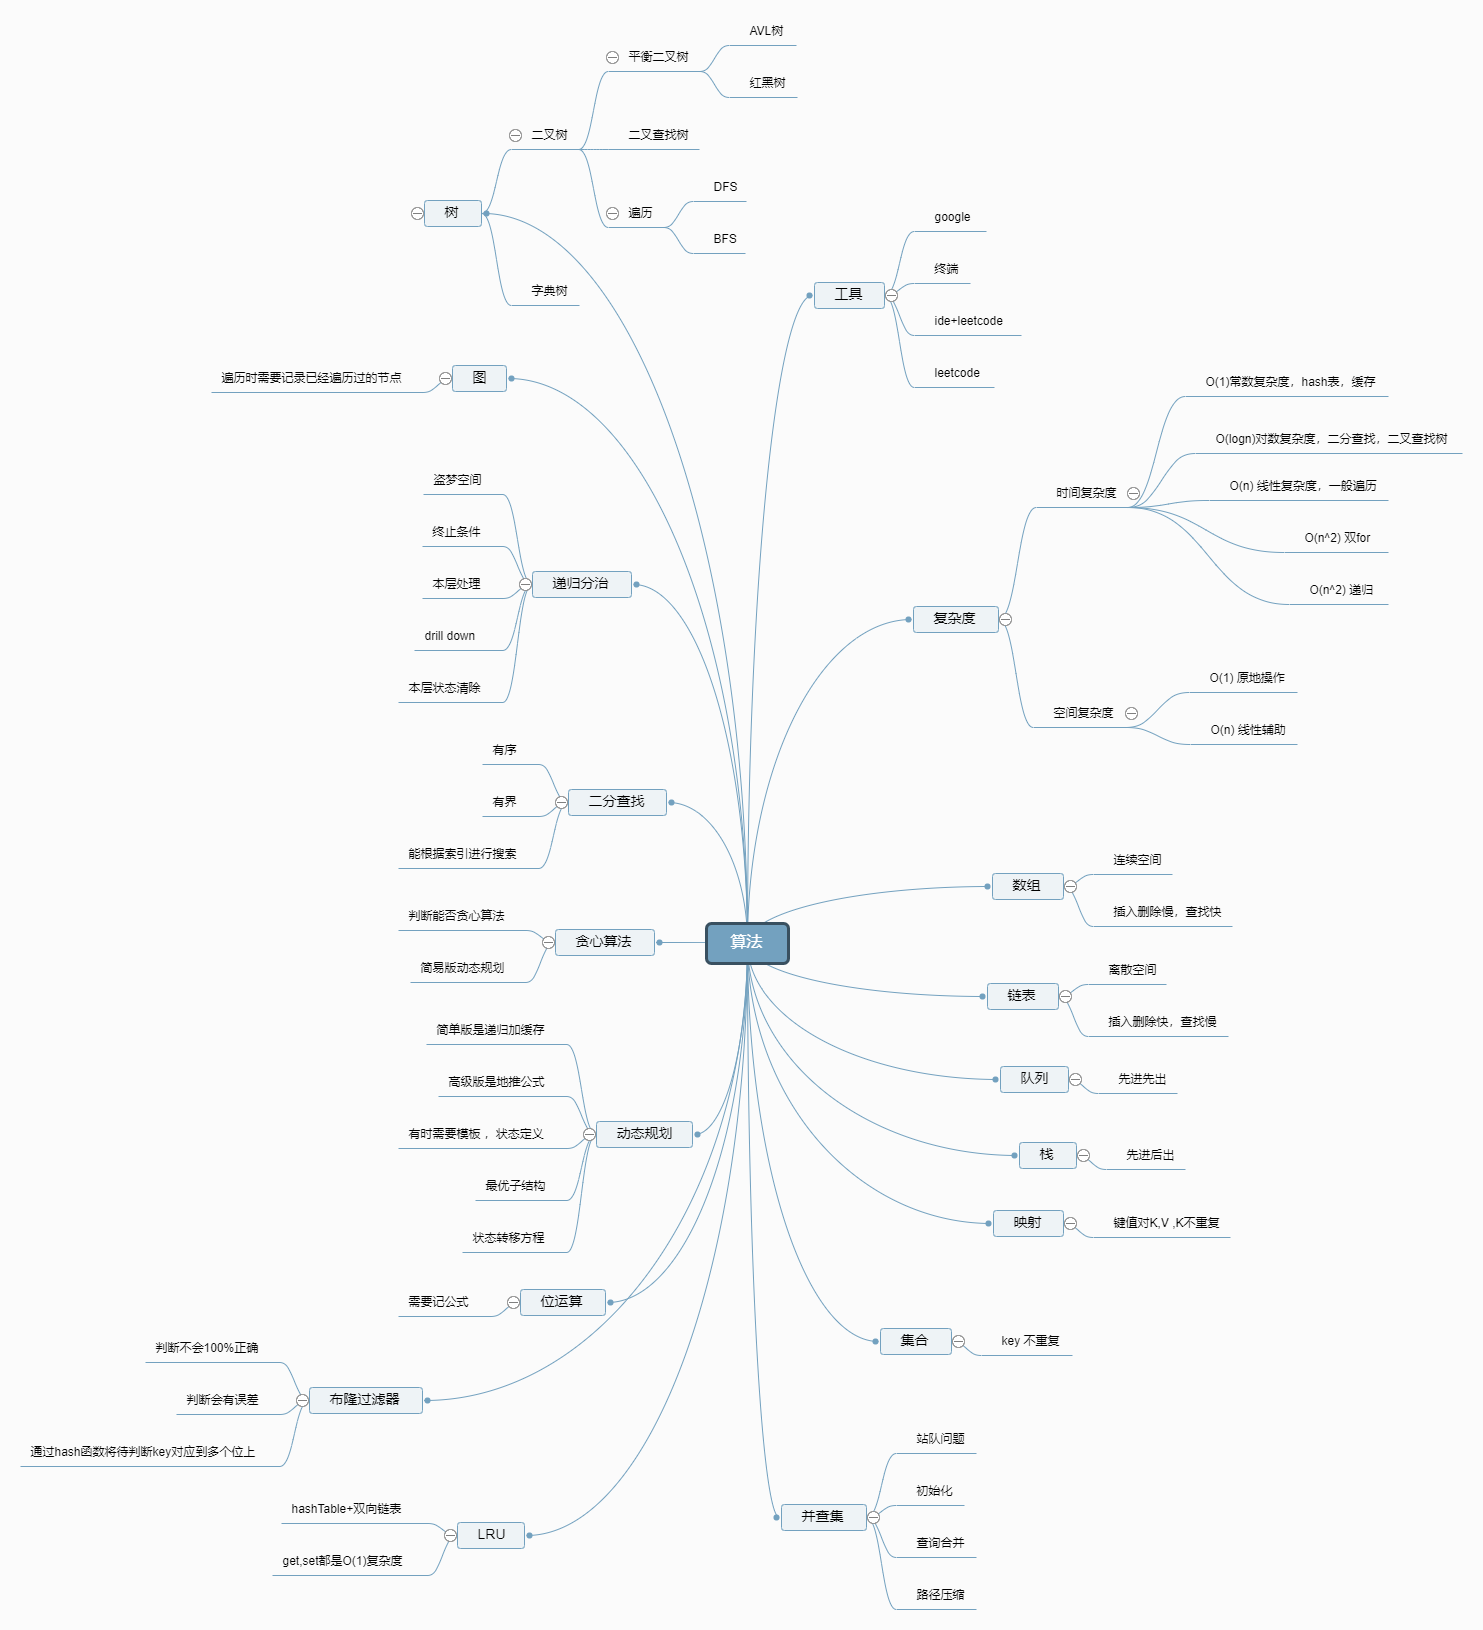 算法
工具
google
终端
ide+leetcode
leetcode
复杂度
时间复杂度
O(1)常数复杂度，hash表，缓存
O(logn)对数复杂度，二分查找，二叉查找树
O(n) 线性复杂度，一般遍历
O(n^2) 双for
O(n^2) 递归
空间复杂度
O(1) 原地操作
O(n) 线性辅助
数组
连续空间
插入删除慢，查找快
链表
离散空间
插入删除快，查找慢
队列
先进先出
栈
先进后出
映射
键值对K,V ,K不重复
集合
key 不重复
并查集
站队问题
初始化
查询合并
路径压缩
树
二叉树
平衡二叉树
AVL树
红黑树
二叉查找树
遍历
DFS
BFS
字典树
图
遍历时需要记录已经遍历过的节点
递归分治
盗梦空间
终止条件
本层处理
drill down
本层状态清除
二分查找
有序
有界
能根据索引进行搜索
贪心算法
判断能否贪心算法
简易版动态规划
动态规划
简单版是递归加缓存
高级版是地推公式
有时需要模板 ，状态定义
最优子结构
状态转移方程
位运算
需要记公式
布隆过滤器
判断不会100%正确
判断会有误差
通过hash函数将待判断key对应到多个位上
LRU
hashTable+双向链表
get,set都是O(1)复杂度